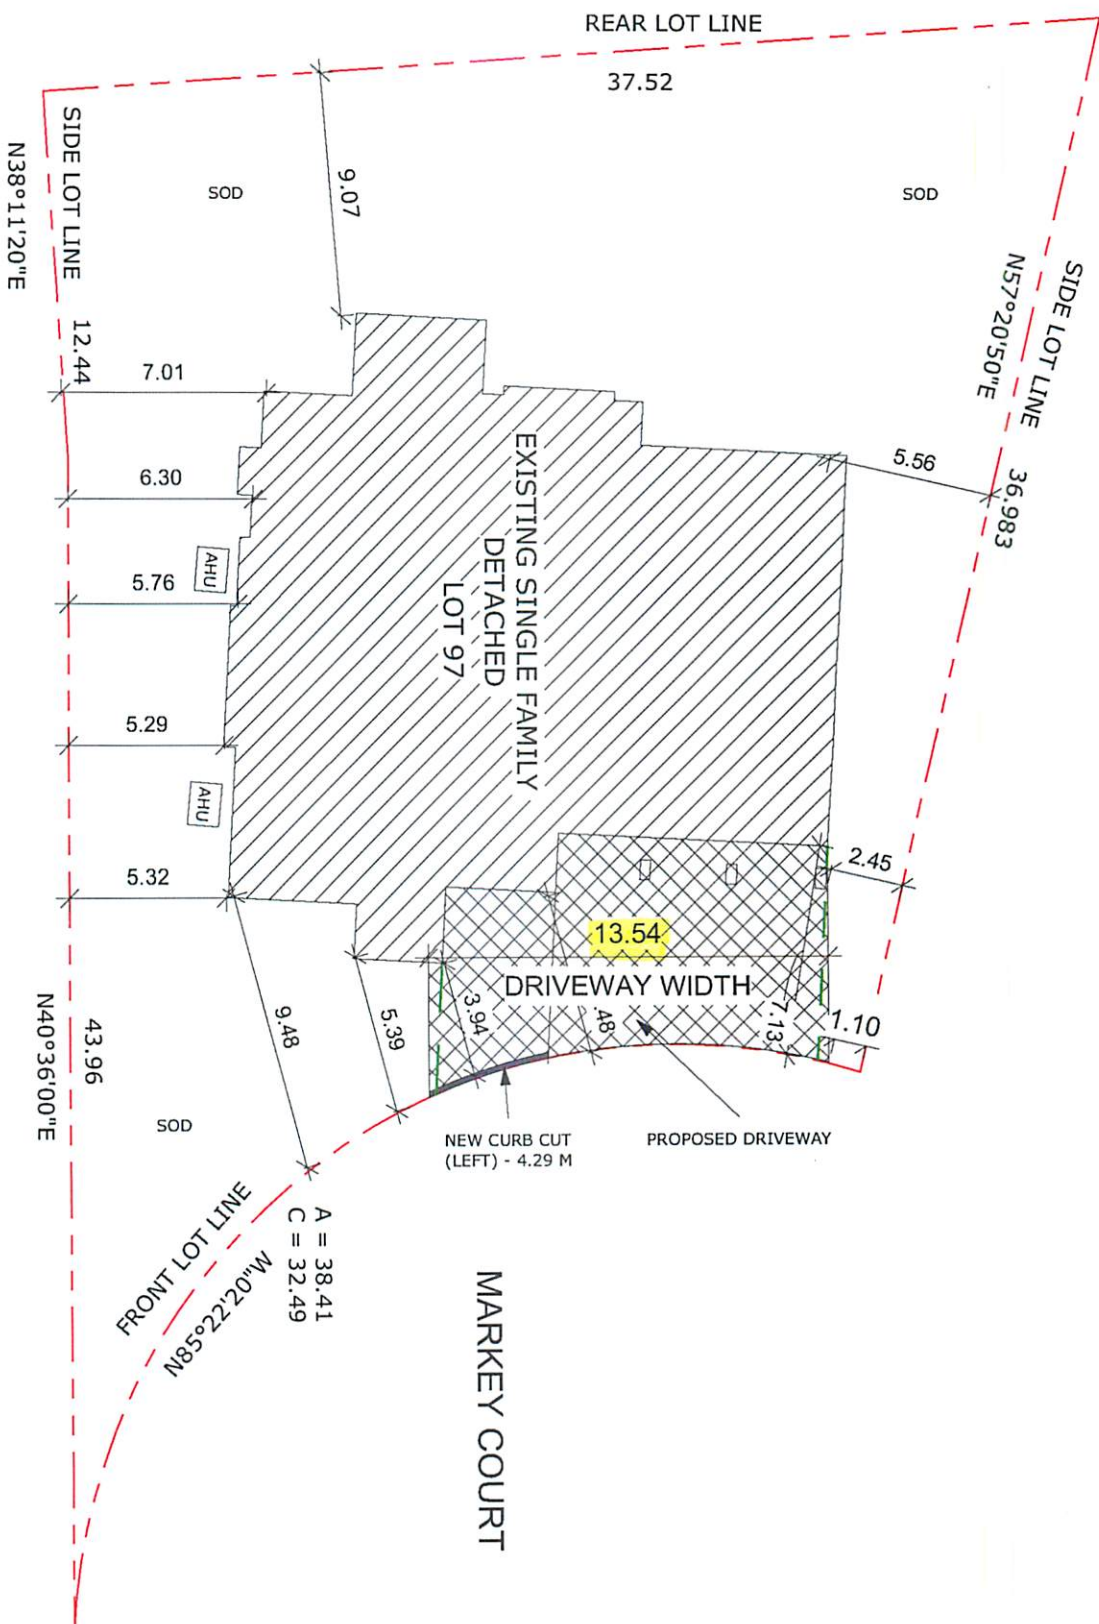 REAR LOT LINE
37.52
SIDE LOT LINE
N38°11'20"E
12.44
9.07
SOD
SOD
SIDE LOT LINE
N57°20'50"E
36.983
7.01
6.30
5.76
5.29
5.32
AHU
AHU
5.56
EXISTING SINGLE FAMILY
DETACHED
LOT 97
2.45
13.54
DRIVEWAY WIDTH
1.10
7.13
3.94
5.39
9.48
43.96
N40°36'00"E
SOD
NEW CURB CUT
(LEFT) - 4.29 M
PROPOSED DRIVEWAY
A = 38.41
C = 32.49
FRONT LOT LINE
N85°22'20"W
MARKEY COURT